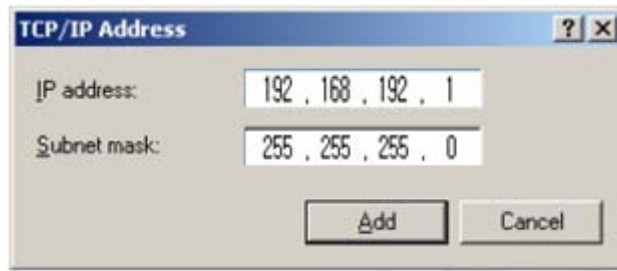 TCP/IP Address
IP address: 192 . 168 . 192 . 1
Subnet mask: 255 . 255 . 255 . 0
Add Cancel